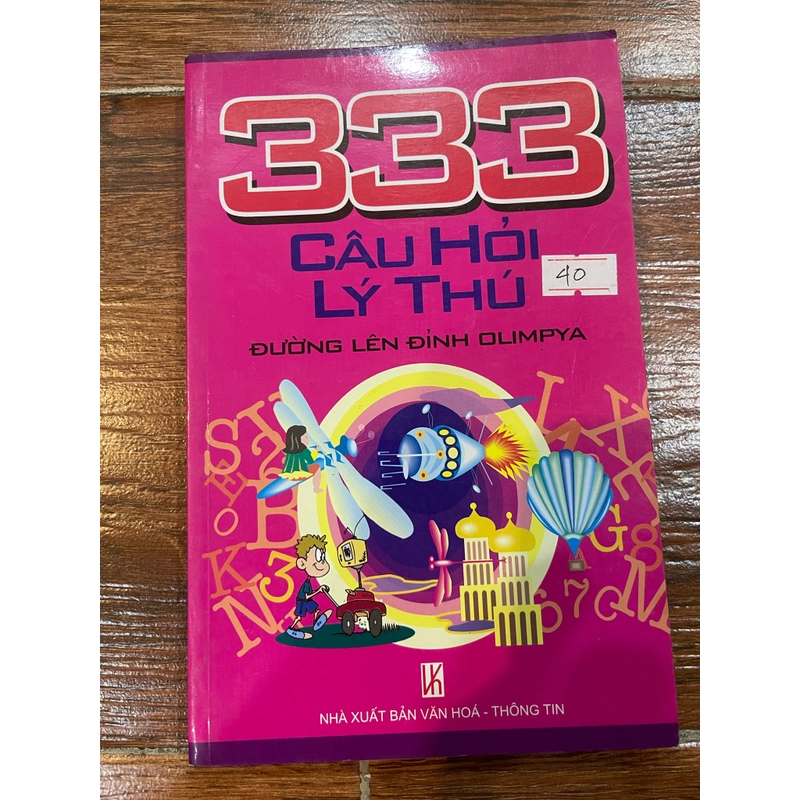 333
CÂU HỎI
LÝ THÚ
40
ĐƯỜNG LÊN ĐỈNH OLIMPYA
NHÀ XUẤT BẢN VĂN HOÁ - THÔNG TIN